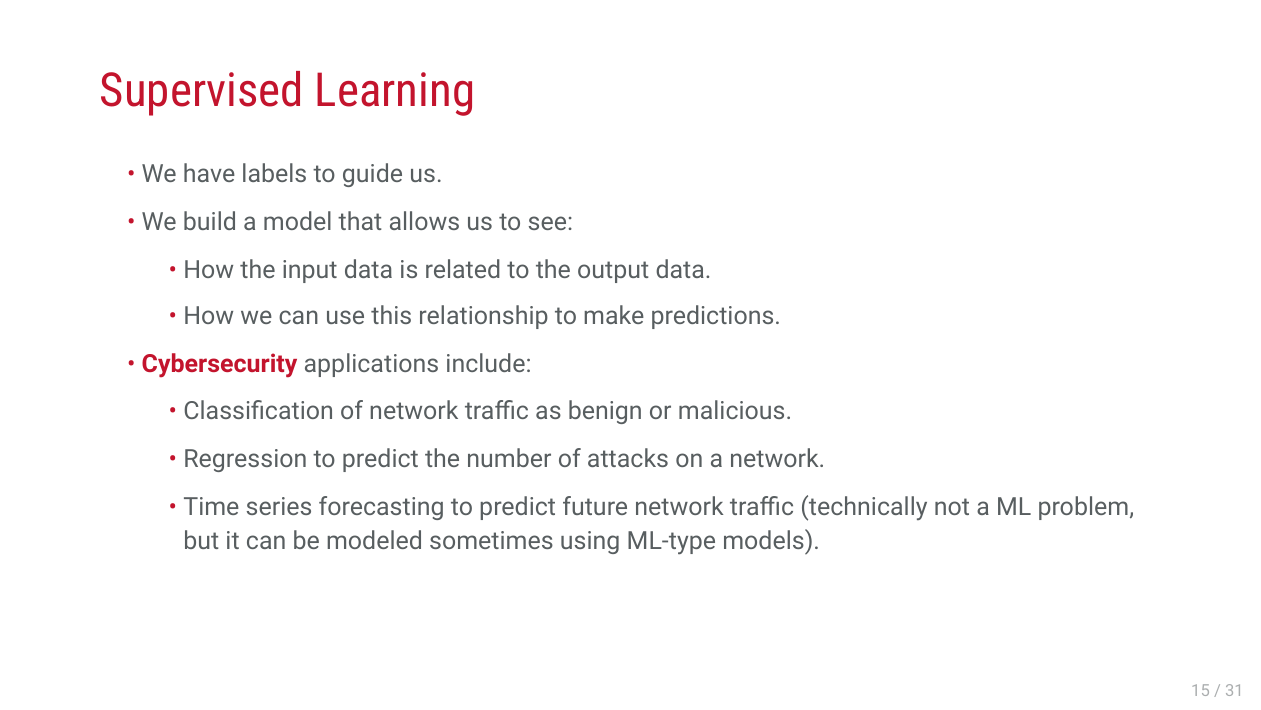 Supervised Learning
• We have labels to guide us.
• We build a model that allows us to see:
• How the input data is related to the output data.
• How we can use this relationship to make predictions.
• Cybersecurity applications include:
• Classification of network traffic as benign or malicious.
• Regression to predict the number of attacks on a network.
• Time series forecasting to predict future network traffic (technically not a ML problem,
but it can be modeled sometimes using ML-type models).
15 / 31